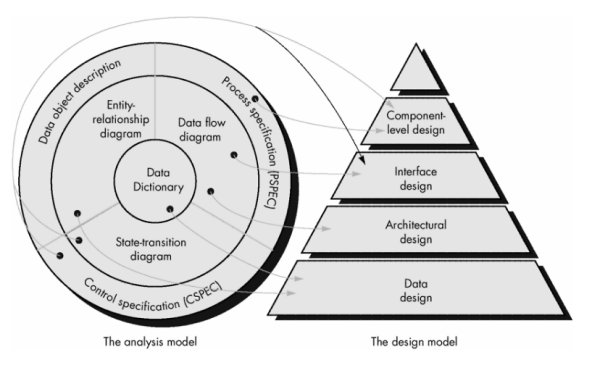 Data object description
Process specification (PSPEC)
Control specification (CSPEC)
Entity-
relationship
diagram
Data flow
diagram
Data
Dictionary
State-transition
diagram
Component-
level design
Interface
design
Architectural
design
Data
design
The analysis model
The design model